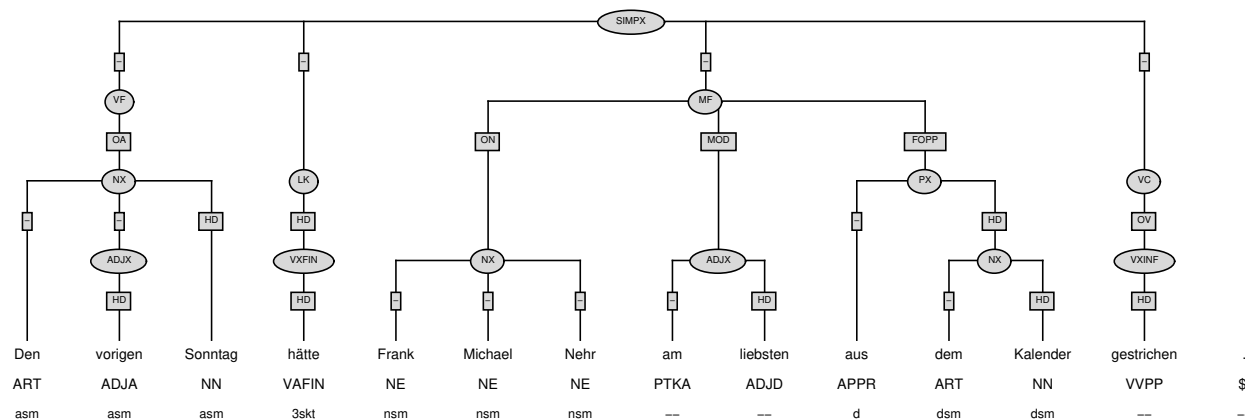 SIMPX
– – – –
VF MF
OA ON MOD FOPP
NX LK PX VC
– – HD HD – HD OV
ADJX VXFIN NX ADJX NX VXINF
HD HD – – – – HD – HD HD
Den vorigen Sonntag hätte Frank Michael Nehr am liebsten aus dem Kalender gestrichen .
ART ADJA NN VAFIN NE NE NE PTKA ADJD APPR ART NN VVPP $
asm asm asm 3skt nsm nsm nsm –– –– d dsm dsm –– –